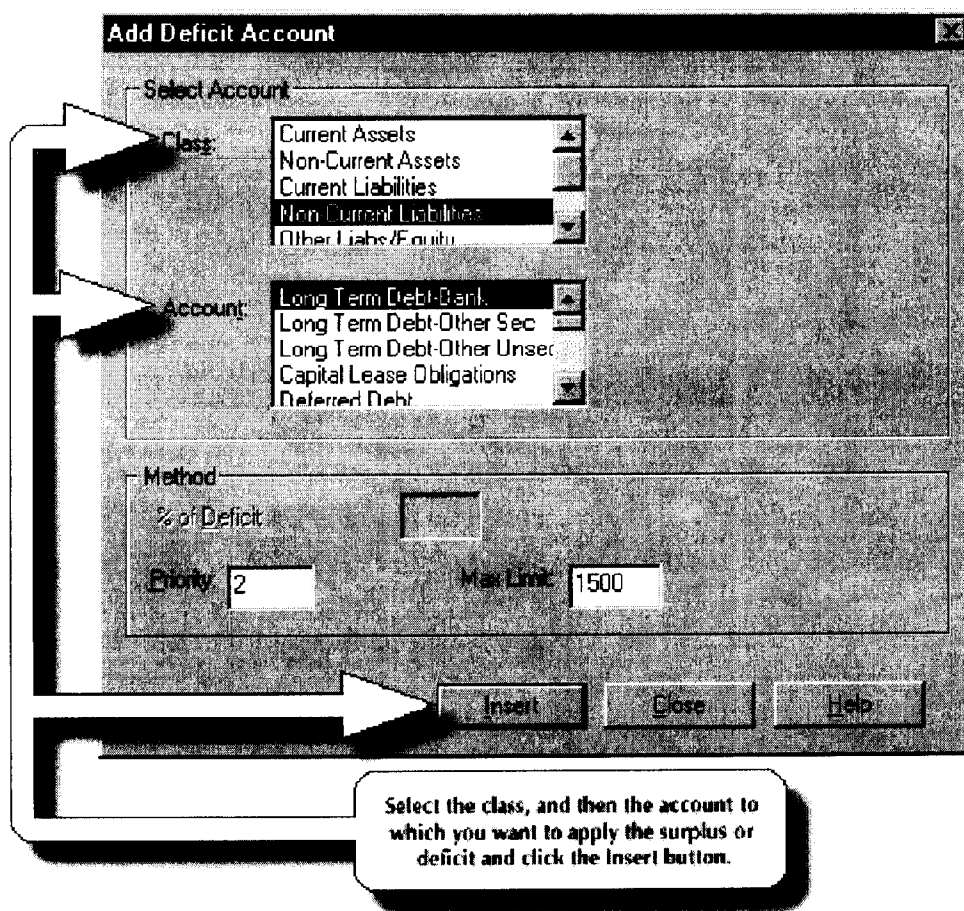 Add Deficit Account
Select Account
Class:
Current Assets
Non-Current Assets
Current Liabilities
Non-Current Liabilities
Other Liabs/Equity
Account:
Long Term Debt-Bank
Long Term Debt-Other Sec
Long Term Debt-Other Unsec
Capital Lease Obligations
Deferred Debt
Method
% of Deficit
Priority: 2 Max Limit: 1500
Insert Close Help
Select the class, and then the account to
which you want to apply the surplus or
deficit and click the Insert button.